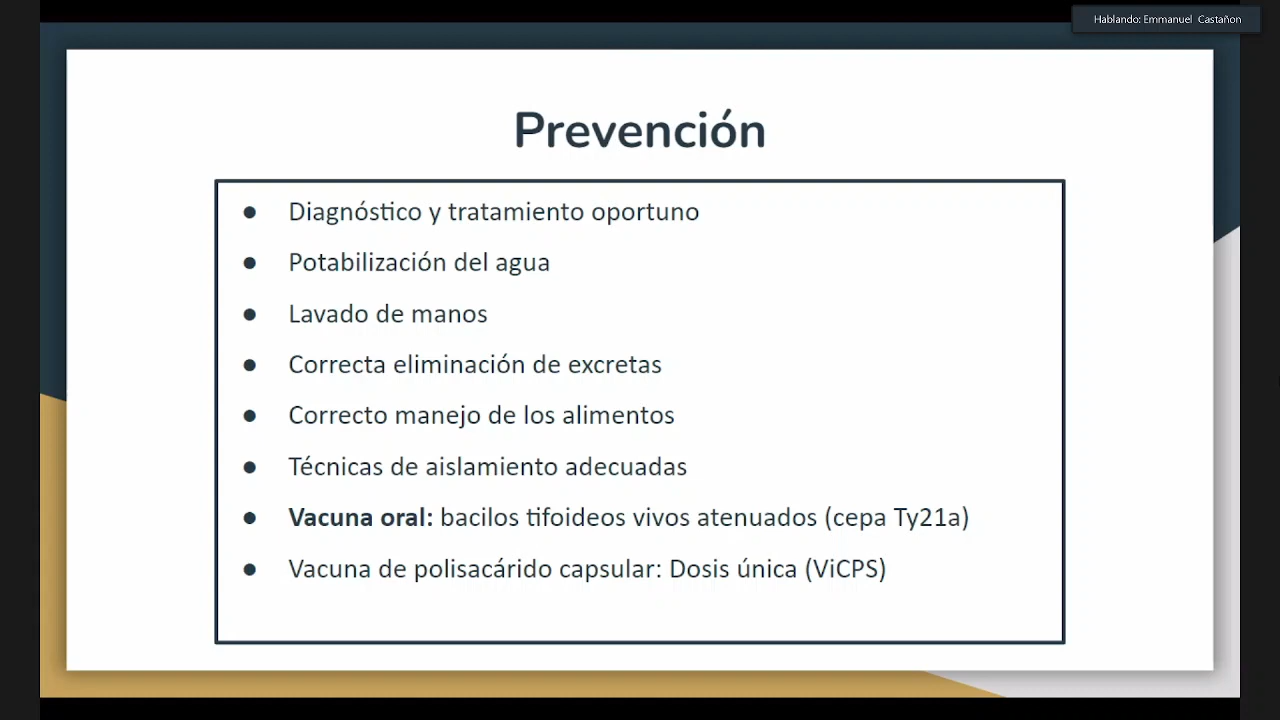 Hablando: Emmanuel Castañon
Prevención
● Diagnóstico y tratamiento oportuno
● Potabilización del agua
● Lavado de manos
● Correcta eliminación de excretas
● Correcto manejo de los alimentos
● Técnicas de aislamiento adecuadas
● Vacuna oral: bacilos tifoideos vivos atenuados (cepa Ty21a)
● Vacuna de polisacárido capsular: Dosis única (ViCPS)